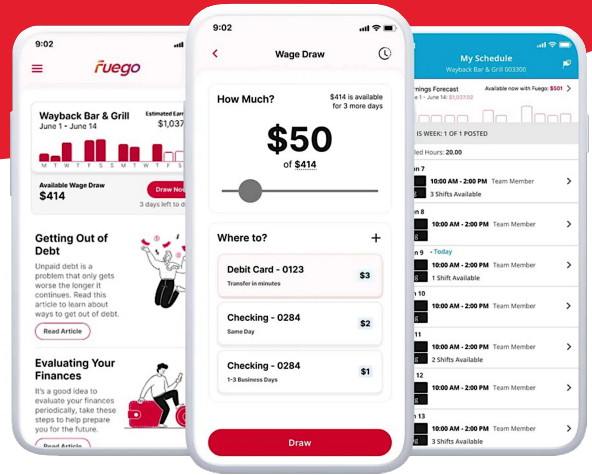 9:02
fuego
Wayback Bar & Grill
June 1 - June 14
Estimated Earn
$1,037
M T W T F S S M T W T F S S
Available Wage Draw
$414
Draw Now
3 days left to d
Getting Out of
Debt
Unpaid debt is a
problem that only gets
worse the longer it
continues. Read this
article to learn about
ways to get out of debt.
Read Article
Evaluating Your
Finances
It's a good idea to
evaluate your finances
periodically, take these
steps to help prepare
you for the future.
Read Article
9:02
Wage Draw
How Much?
$414 is available
for 3 more days
$50
of $414
Where to?
+
Debit Card - 0123
Transfer in minutes
$3
Checking - 0284
Same Day
$2
Checking - 0284
1-3 Business Days
$1
Draw
My Schedule
Wayback Bar & Grill 003300
nings Forecast
e 1 - June 14: $1,037.02
Available now with Fuego: $501
IS WEEK: 1 OF 1 POSTED
led Hours: 20.00
n 7
10:00 AM - 2:00 PM Team Member
3 Shifts Available
n 8
10:00 AM - 2:00 PM Team Member
n 9 • Today
10:00 AM - 2:00 PM Team Member
1 Shift Available
n 10
10:00 AM - 2:00 PM Team Member
11
10:00 AM - 2:00 PM Team Member
2 Shifts Available
12
10:00 AM - 2:00 PM Team Member
n 13
10:00 AM - 2:00 PM Team Member
3 Shifts Available